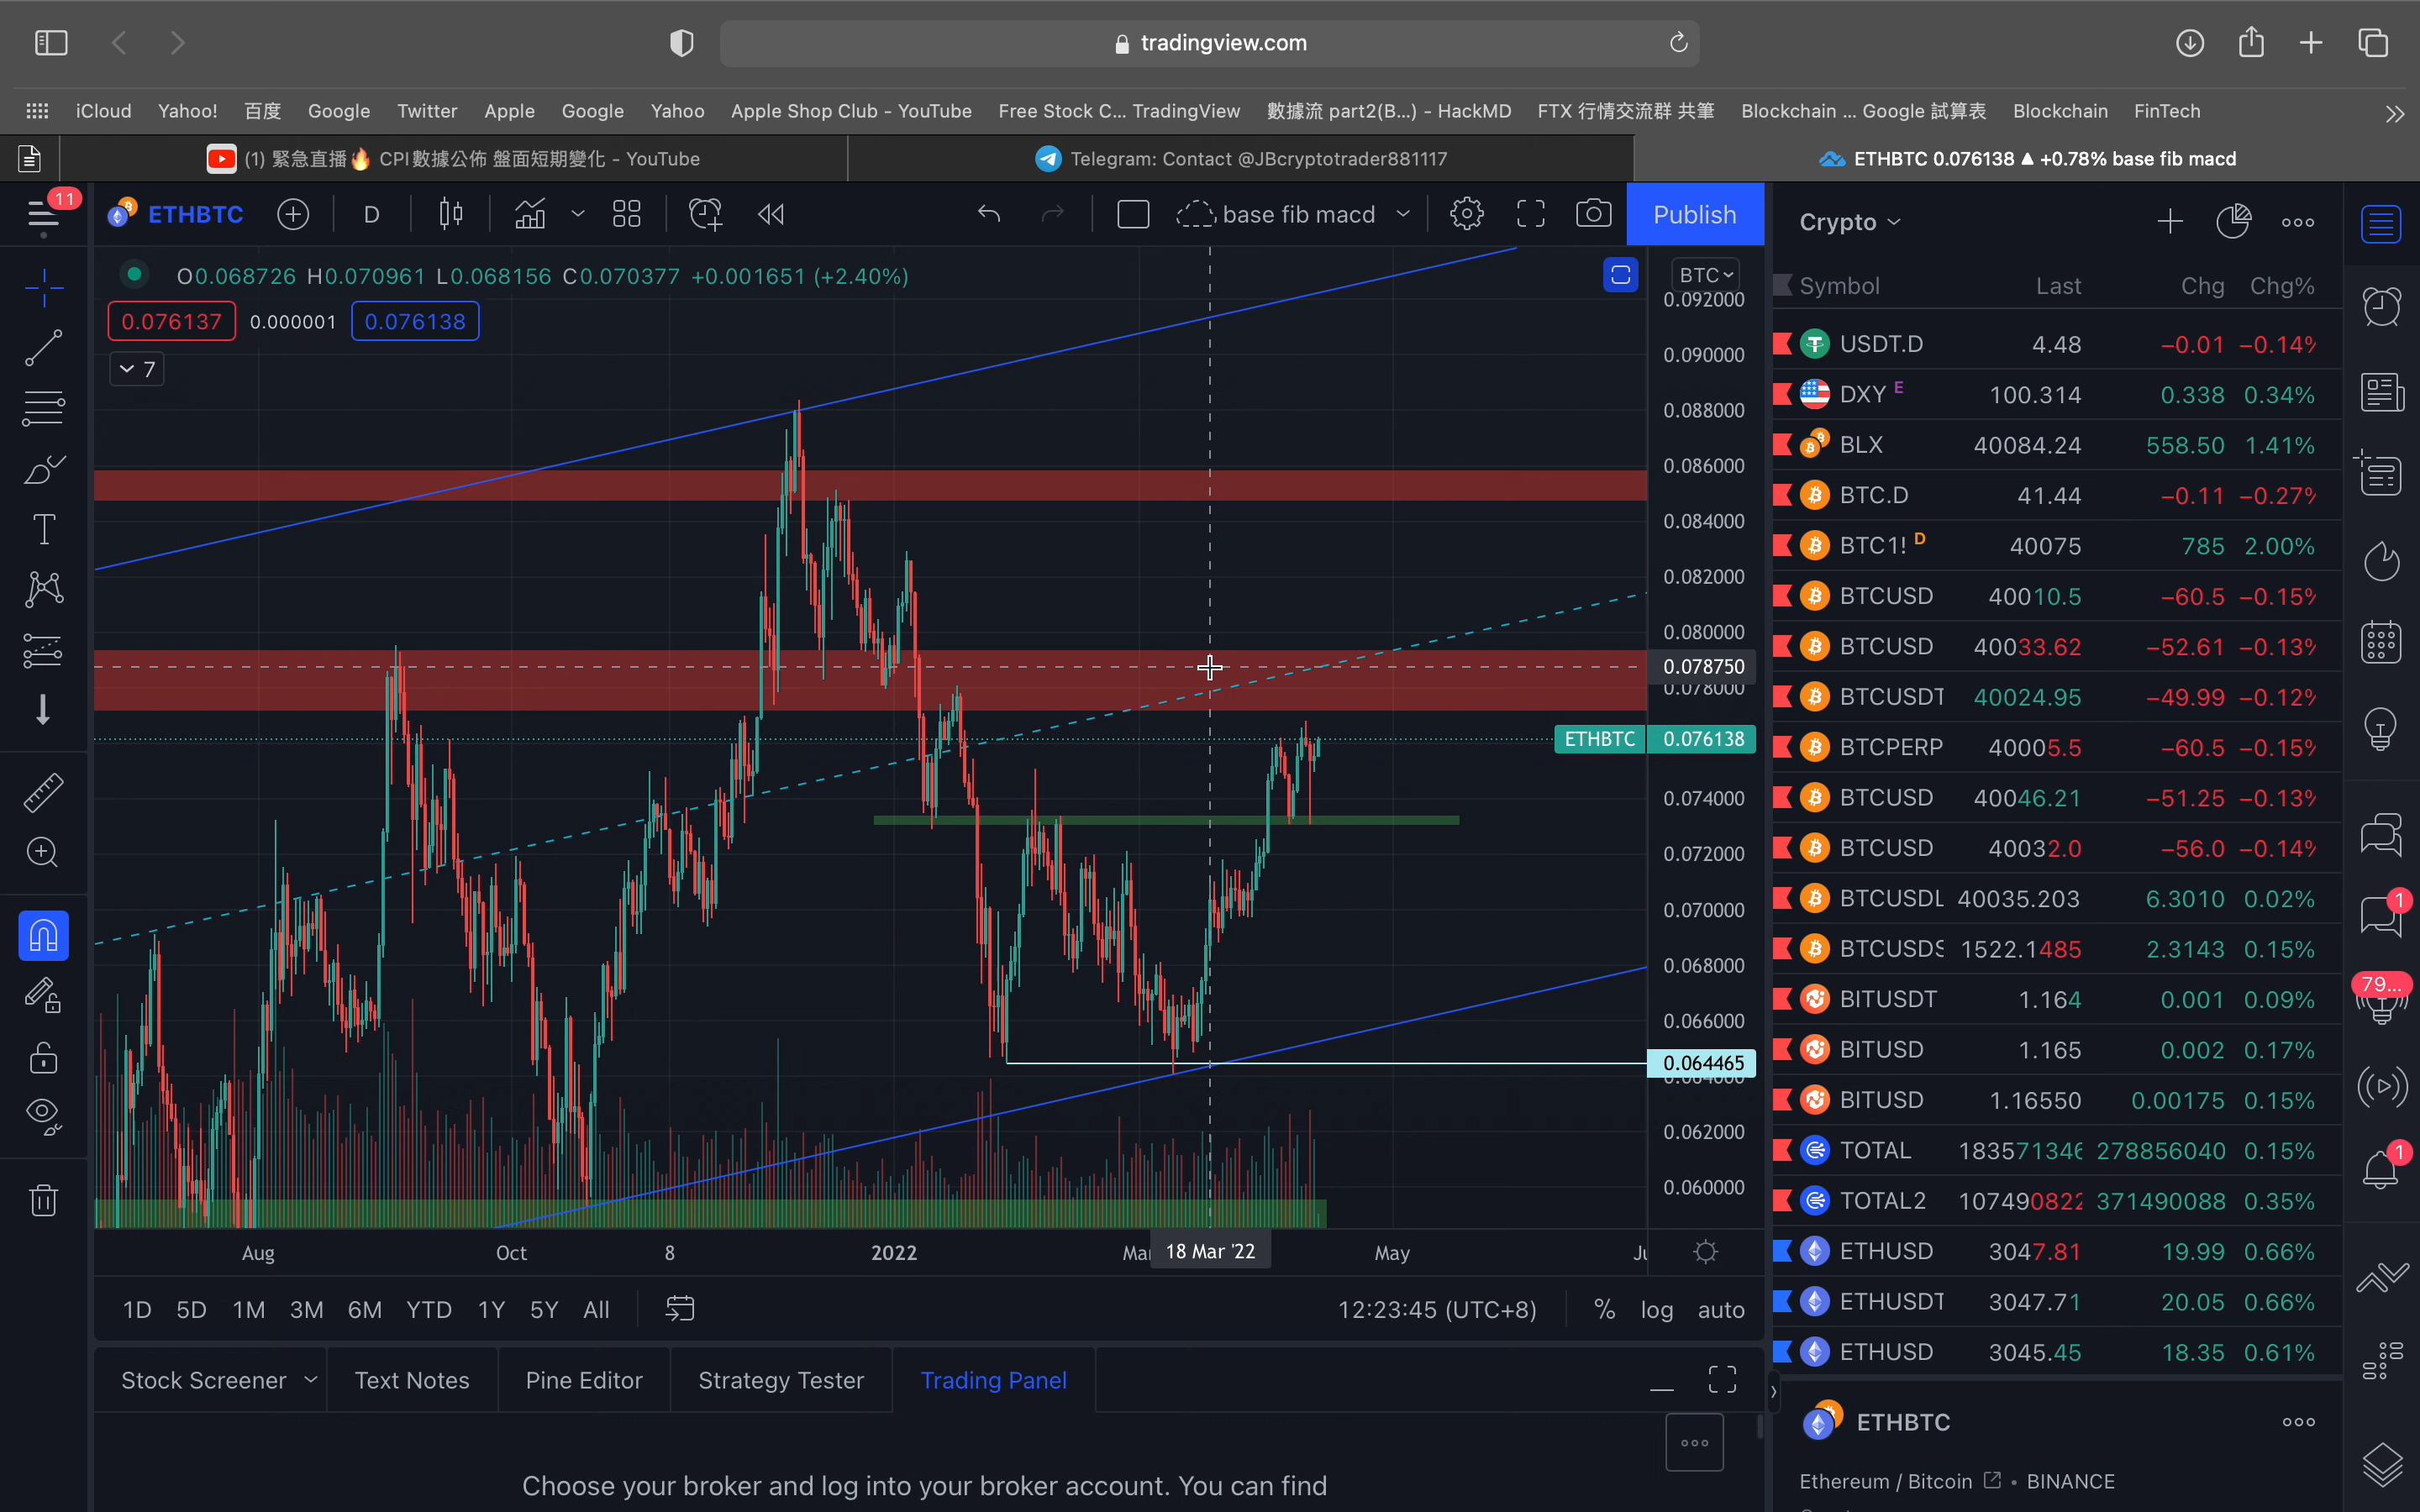 tradingview.com
iCloud Yahoo! 百度 Google Twitter Apple Google Yahoo Apple Shop Club - YouTube Free Stock C... TradingView 數據流 part2(B...) - HackMD FTX 行情交流群 共筆 Blockchain ... Google 試算表 Blockchain FinTech
(1) 緊急直播🔥 CPI數據公佈 盤面短期變化 - YouTube
Telegram: Contact @JBcryptotrader881117
ETHBTC 0.076138 ▲ +0.78% base fib macd
11
ETHBTC D base fib macd Publish
O0.068726 H0.070961 L0.068156 C0.070377 +0.001651 (+2.40%)
0.076137 0.000001 0.076138
7
BTC
0.092000
0.090000
0.088000
0.086000
0.084000
0.082000
0.080000
0.078750
0.078000
ETHBTC 0.076138
0.074000
0.072000
0.070000
0.068000
0.066000
0.064465
0.064000
0.062000
0.060000
Aug Oct 8 2022 Mar 18 Mar '22 May
1D 5D 1M 3M 6M YTD 1Y 5Y All 12:23:45 (UTC+8) % log auto
Stock Screener Text Notes Pine Editor Strategy Tester Trading Panel
Choose your broker and log into your broker account. You can find
Crypto
Symbol Last Chg Chg%
USDT.D 4.48 −0.01 −0.14%
DXY E 100.314 0.338 0.34%
BLX 40084.24 558.50 1.41%
BTC.D 41.44 −0.11 −0.27%
BTC1! D 40075 785 2.00%
BTCUSD 40010.5 −60.5 −0.15%
BTCUSD 40033.62 −52.61 −0.13%
BTCUSDT 40024.95 −49.99 −0.12%
BTCPERP 40005.5 −60.5 −0.15%
BTCUSD 40046.21 −51.25 −0.13%
BTCUSD 40032.0 −56.0 −0.14%
BTCUSDL 40035.203 6.3010 0.02%
BTCUSDS 1522.1485 2.3143 0.15%
BITUSDT 1.164 0.001 0.09%
BITUSD 1.165 0.002 0.17%
BITUSD 1.16550 0.00175 0.15%
TOTAL 183571346 278856040 0.15%
TOTAL2 107490822 371490088 0.35%
ETHUSD 3047.81 19.99 0.66%
ETHUSDT 3047.71 20.05 0.66%
ETHUSD 3045.45 18.35 0.61%
ETHBTC
Ethereum / Bitcoin • BINANCE
1
79...
1